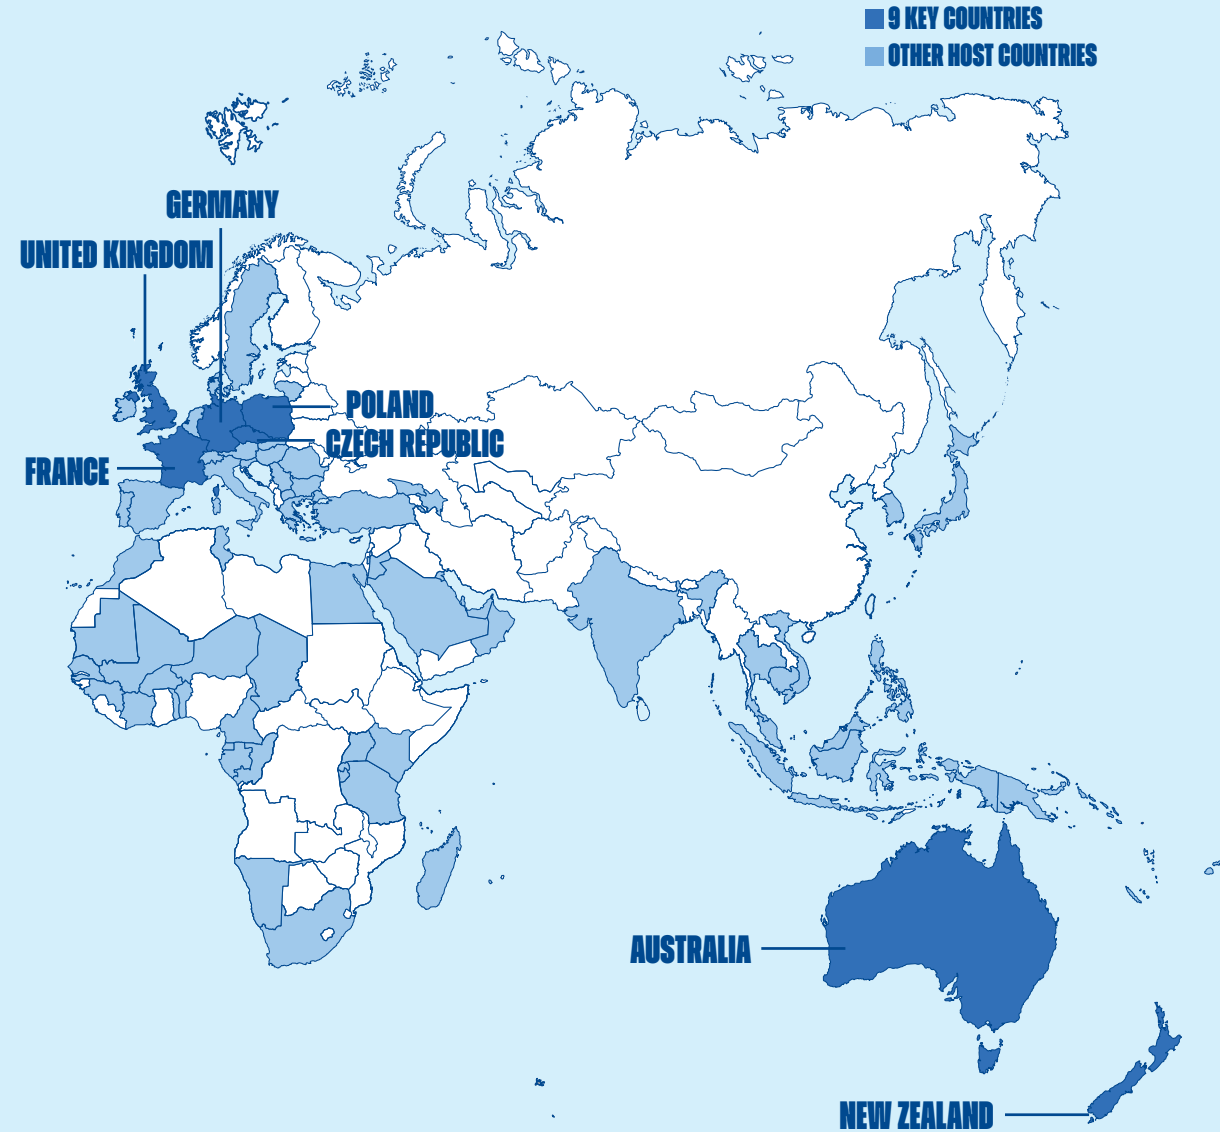 9 KEY COUNTRIES
OTHER HOST COUNTRIES
GERMANY
UNITED KINGDOM
POLAND
CZECH REPUBLIC
FRANCE
AUSTRALIA
NEW ZEALAND